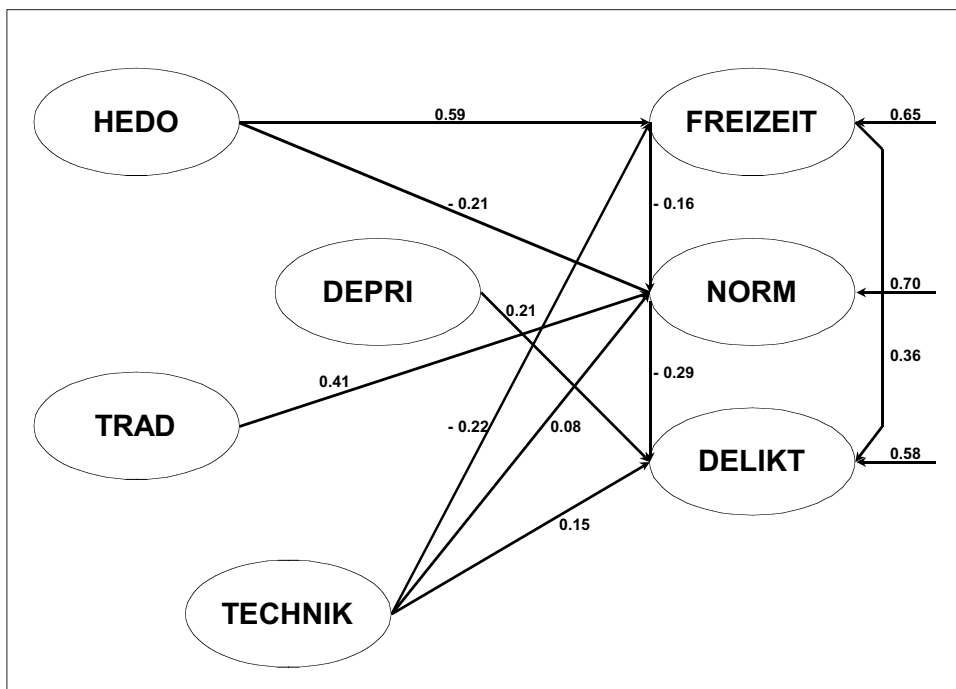 HEDO
0.59
FREIZEIT
0.65
- 0.21
- 0.16
DEPRI
0.21
NORM
0.70
0.36
0.41
- 0.29
TRAD
- 0.22
0.08
DELIKT
0.58
0.15
TECHNIK